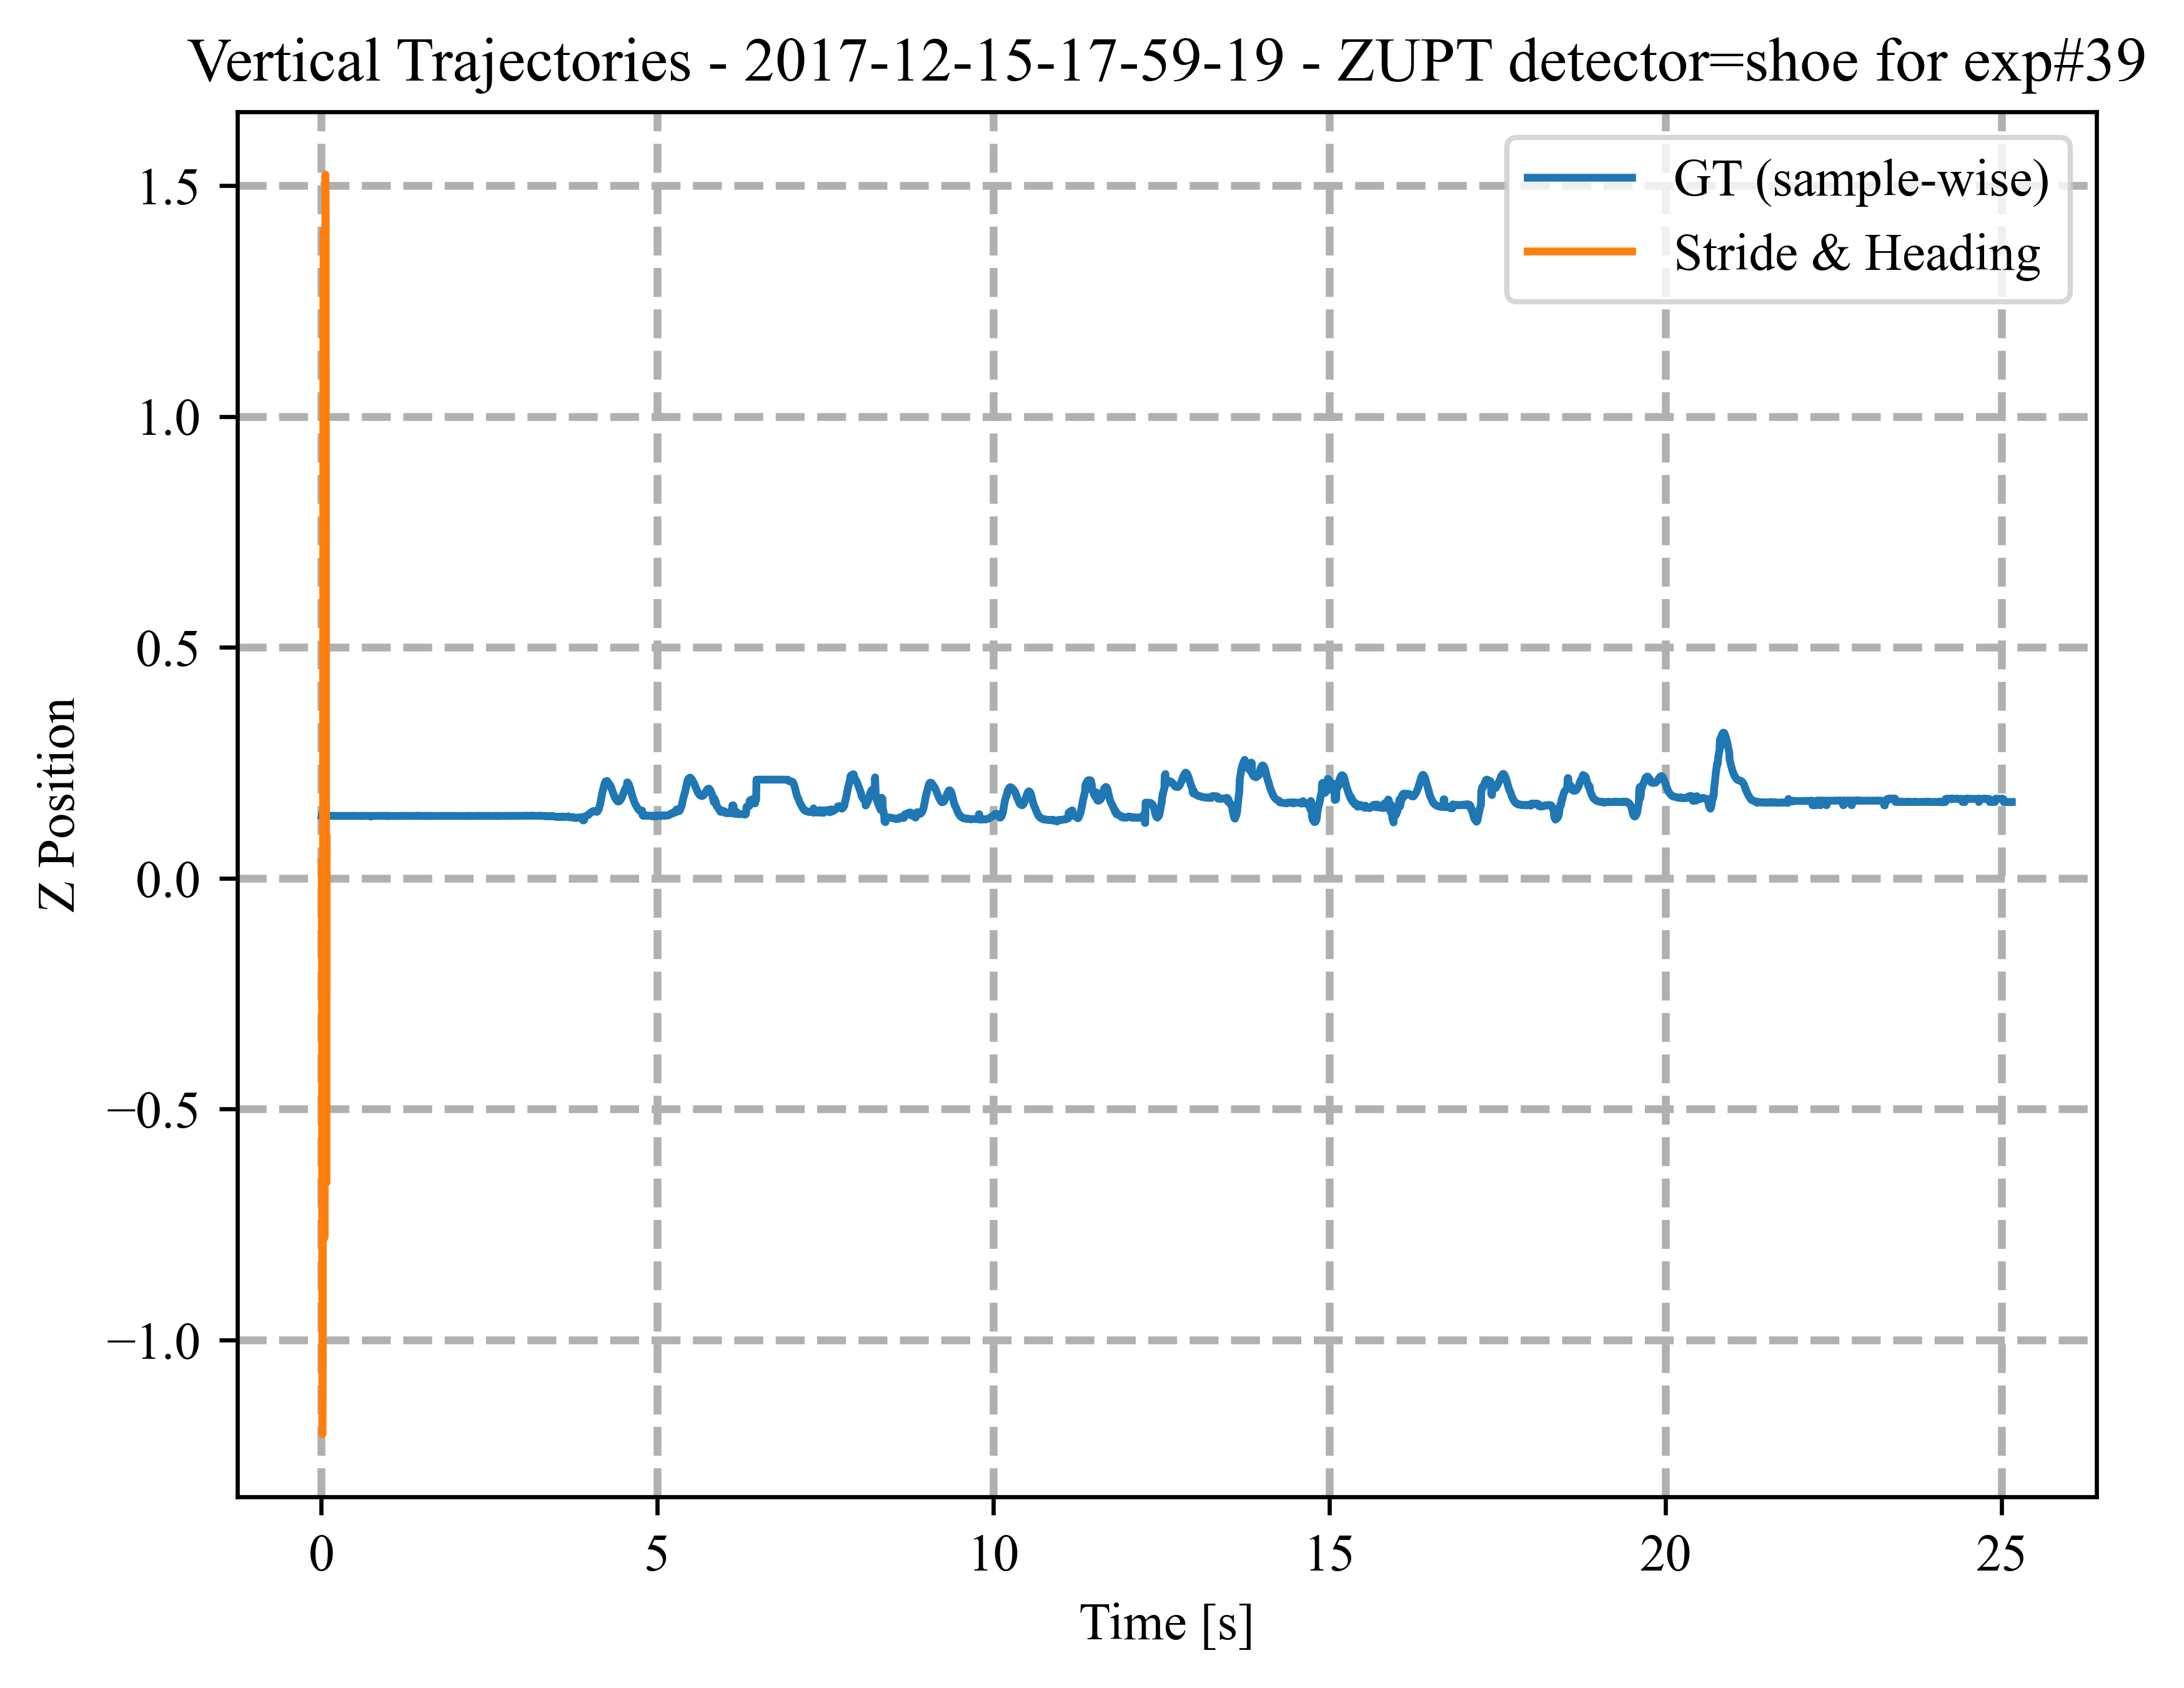 Vertical Trajectories - 2017-12-15-17-59-19 - ZUPT detector=shoe for exp#39
GT (sample-wise)
Stride & Heading
1.5
1.0
0.5
0.0
−0.5
−1.0
Z Position
0 5 10 15 20 25
Time [s]